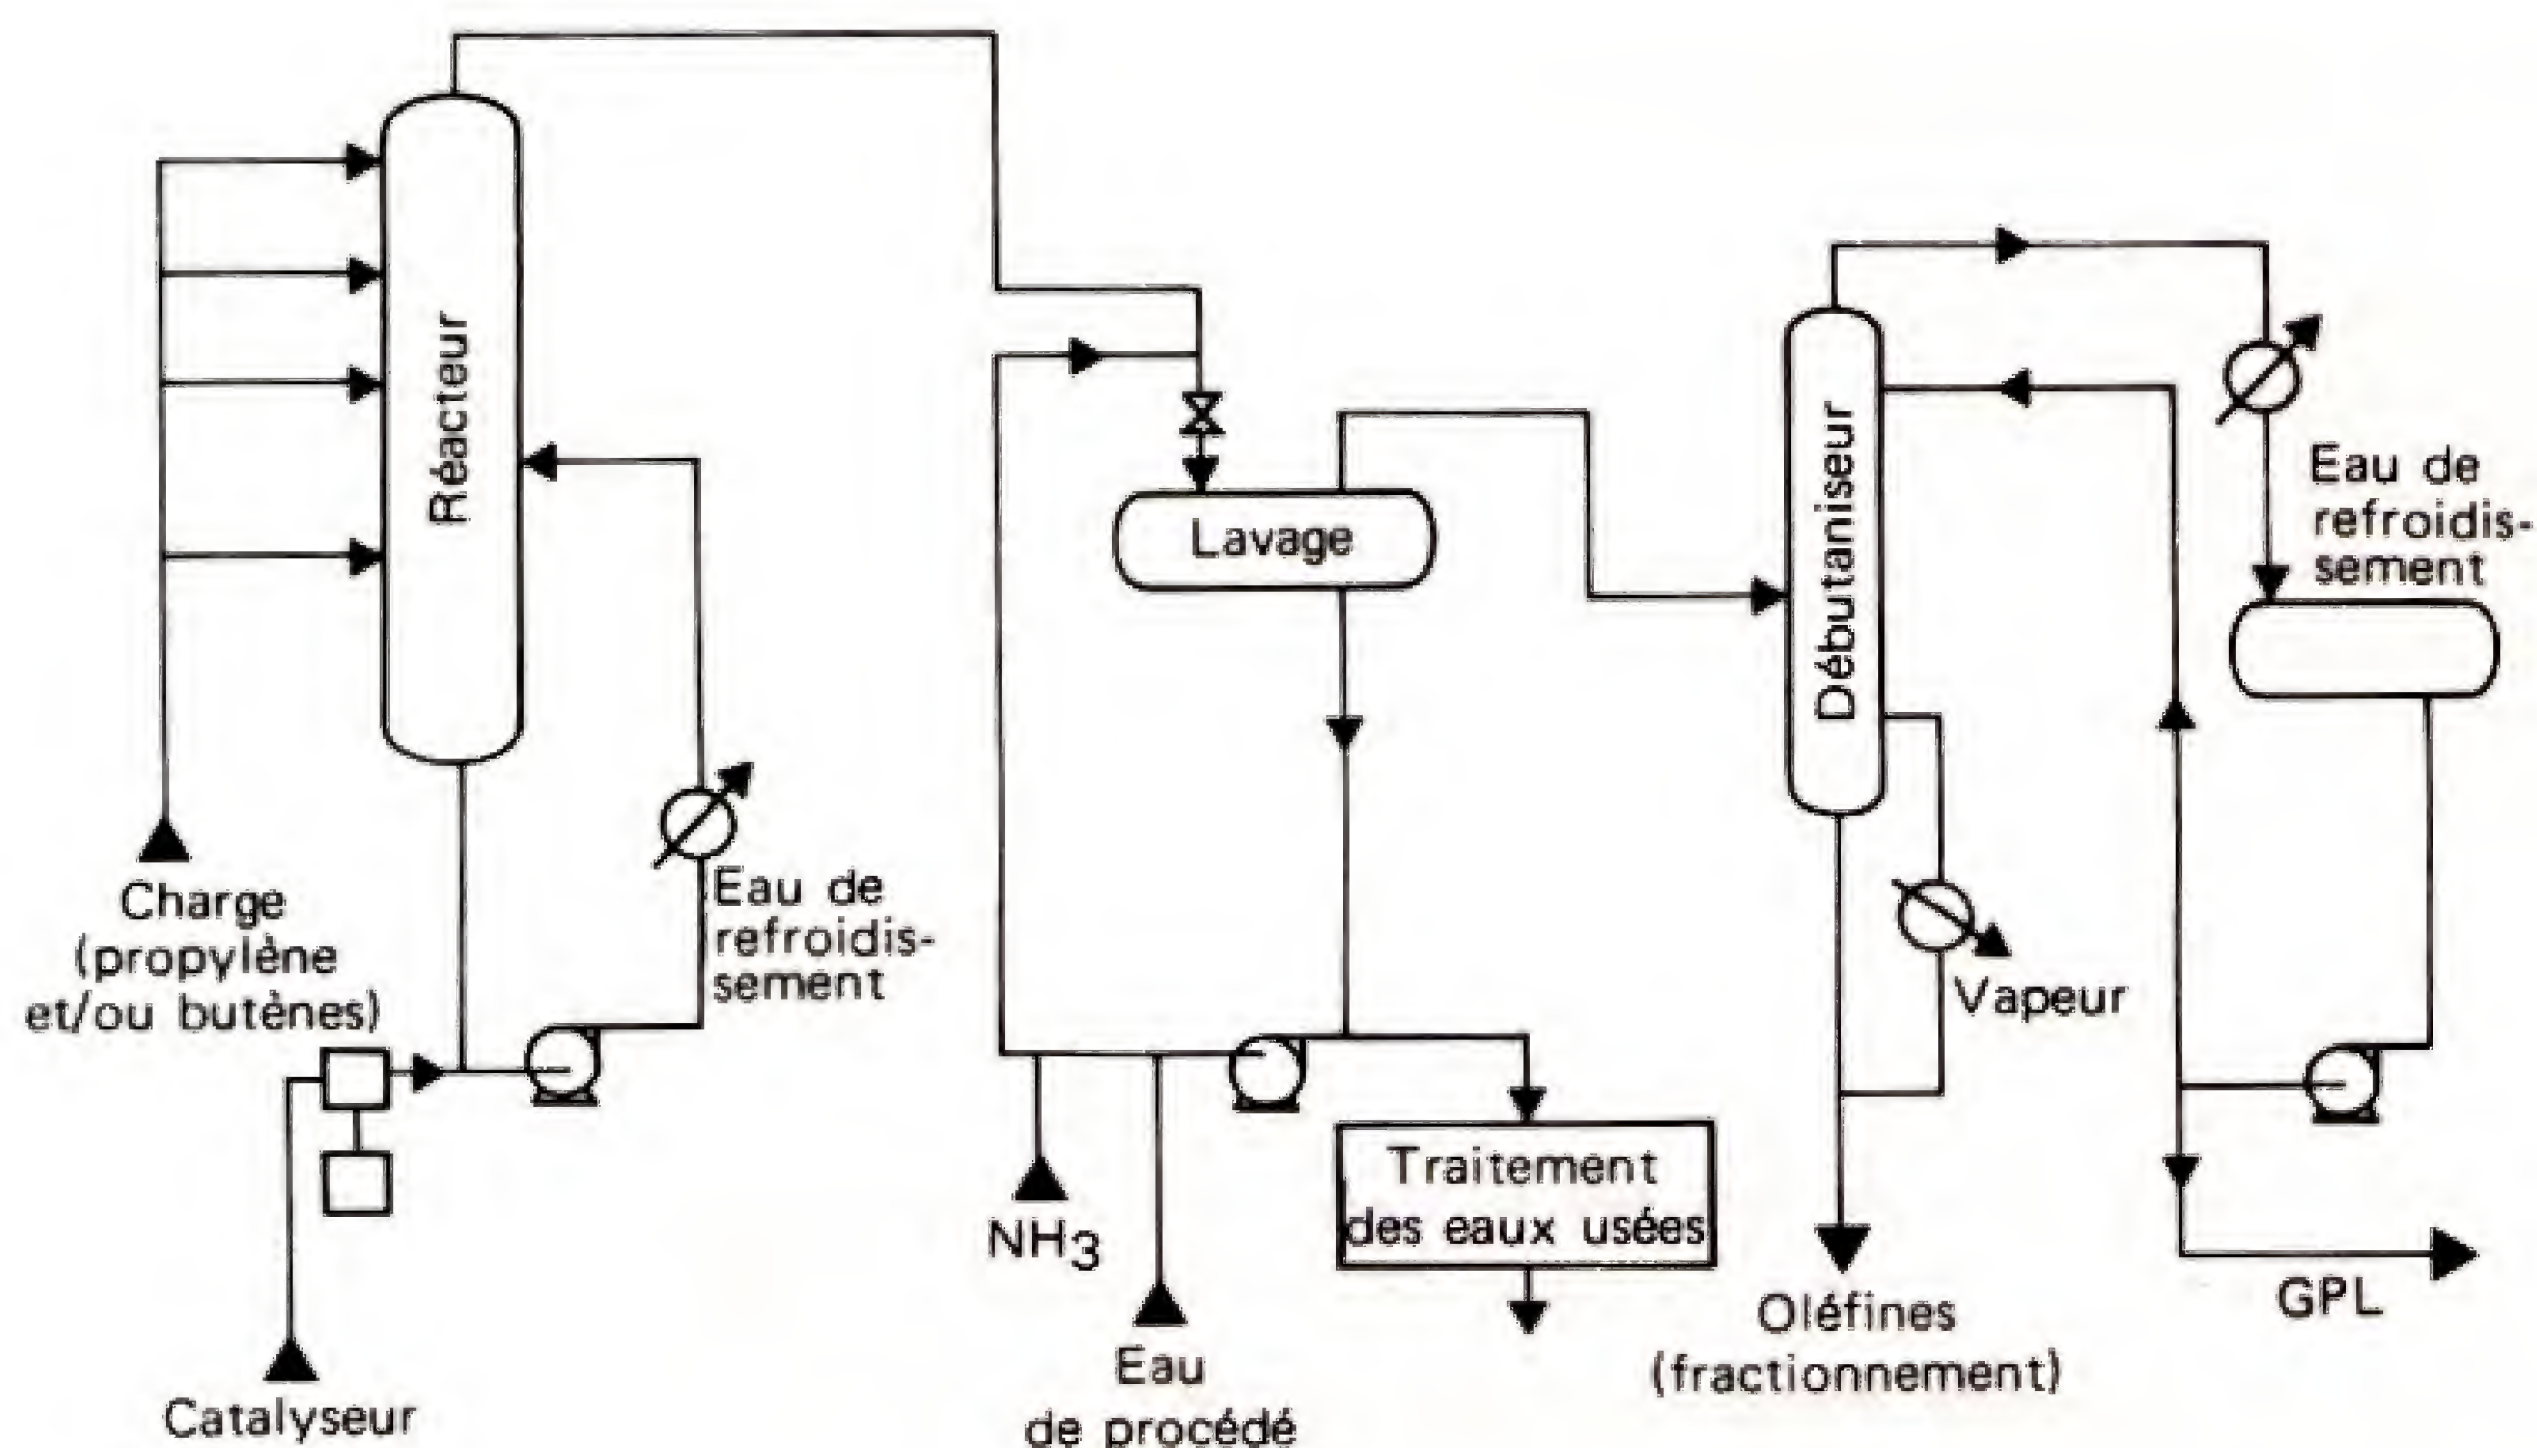 Réacteur
Charge
(propylène
et/ou butènes)
Catalyseur
Eau de
refroidis-
sement
Lavage
NH3
Eau
de procédé
Traitement
des eaux usées
Débutaniseur
Vapeur
Oléfines
(fractionnement)
Eau de
refroidis-
sement
GPL